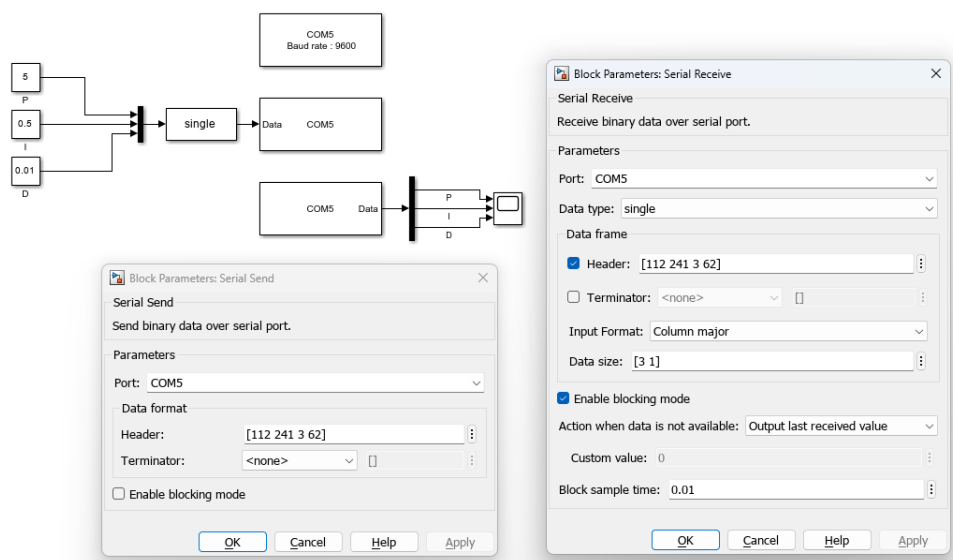 COM5
Baud rate : 9600
5
P
0.5
I
0.01
D
single
Data COM5
COM5 Data
P
I
D
Block Parameters: Serial Send
Serial Send
Send binary data over serial port.
Parameters
Port: COM5
Data format
Header: [112 241 3 62]
Terminator: <none> []
Enable blocking mode
OK Cancel Help Apply
Block Parameters: Serial Receive
Serial Receive
Receive binary data over serial port.
Parameters
Port: COM5
Data type: single
Data frame
Header: [112 241 3 62]
Terminator: <none> []
Input Format: Column major
Data size: [3 1]
Enable blocking mode
Action when data is not available: Output last received value
Custom value: 0
Block sample time: 0.01
OK Cancel Help Apply